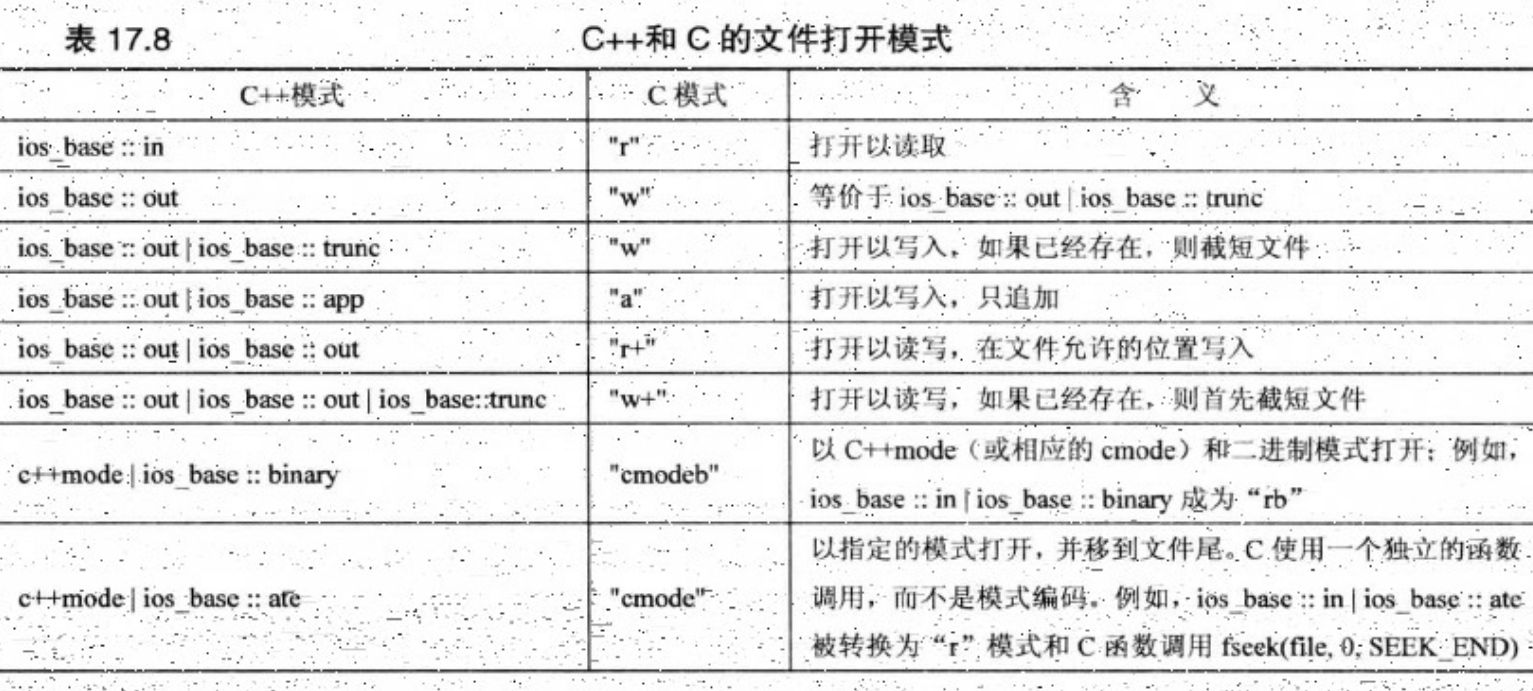 表 17.8 C++和 C 的文件打开模式
C++模式 C 模式 含 义
ios_base :: in "r" 打开以读取
ios_base :: out "w" 等价于 ios_base :: out | ios_base :: trunc
ios_base :: out | ios_base :: trunc "w" 打开以写入，如果已经存在，则截短文件
ios_base :: out | ios_base :: app "a" 打开以写入，只追加
ios_base :: out | ios_base :: out "r+" 打开以读写，在文件允许的位置写入
ios_base :: out | ios_base :: out | ios_base::trunc "w+" 打开以读写，如果已经存在，则首先截短文件
c++mode | ios_base :: binary "cmodeb" 以 C++mode（或相应的 cmode）和二进制模式打开；例如，
ios_base :: in | ios_base :: binary 成为“rb”
c++mode | ios_base :: ate "cmode" 以指定的模式打开，并移到文件尾。C 使用一个独立的函数
调用，而不是模式编码。例如，ios_base :: in | ios_base :: ate
被转换为“r”模式和 C 函数调用 fseek(file, 0, SEEK_END)